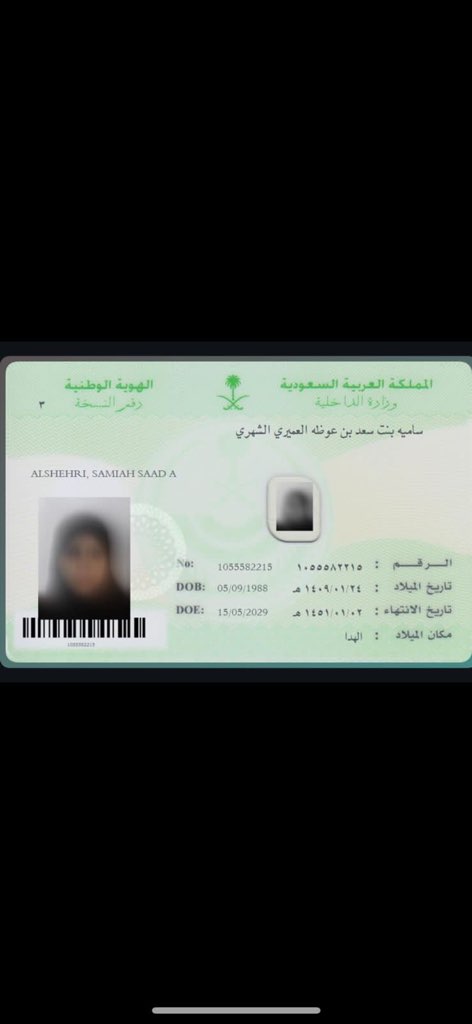 المملكة العربية السعودية
وزارة الداخلية
الهوية الوطنية
رقم النسخة ٣
ساميه بنت سعد بن عوظه العميري الشهري
ALSHEHRI, SAMIAH SAAD A
الـرقـم : ١٠٥٥٥٨٢٢١٥ No: 1055582215
تاريخ الميلاد : ١٤٠٩/٠١/٢٤ هـ DOB: 05/09/1988
تاريخ الانتهاء : ١٤٥١/٠١/٠٢ هـ DOE: 15/05/2029
مكان الميلاد : الهدا
1055582215